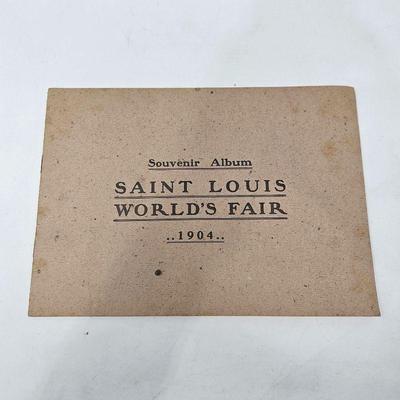 Souvenir Album
SAINT LOUIS
WORLD'S FAIR
..1904..